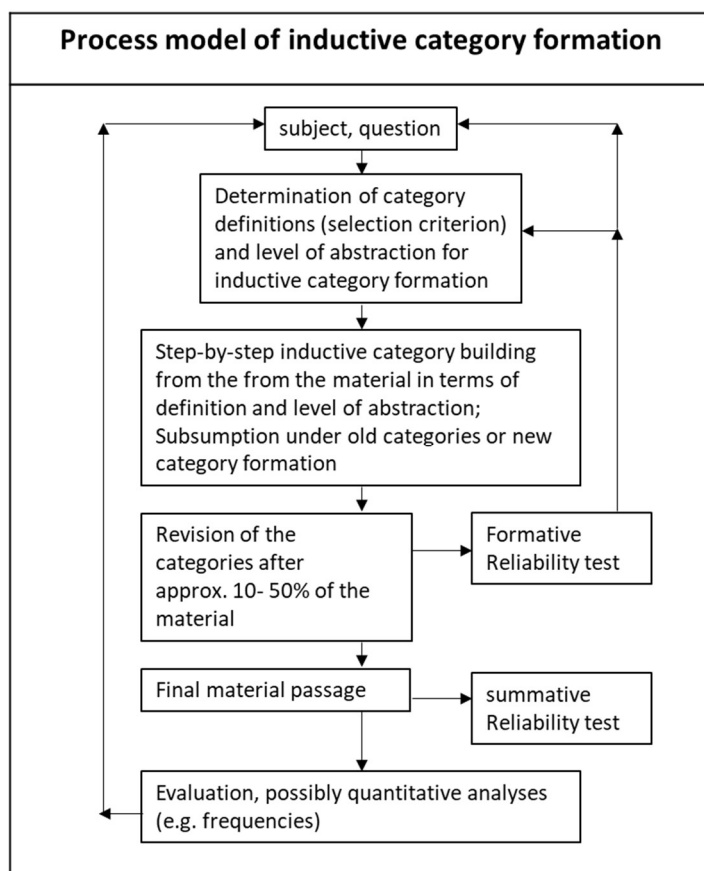 Process model of inductive category formation
subject, question
Determination of category
definitions (selection criterion)
and level of abstraction for
inductive category formation
Step-by-step inductive category building
from the from the material in terms of
definition and level of abstraction;
Subsumption under old categories or new
category formation
Revision of the
categories after
approx. 10- 50% of the
material
Formative
Reliability test
Final material passage
summative
Reliability test
Evaluation, possibly quantitative analyses
(e.g. frequencies)